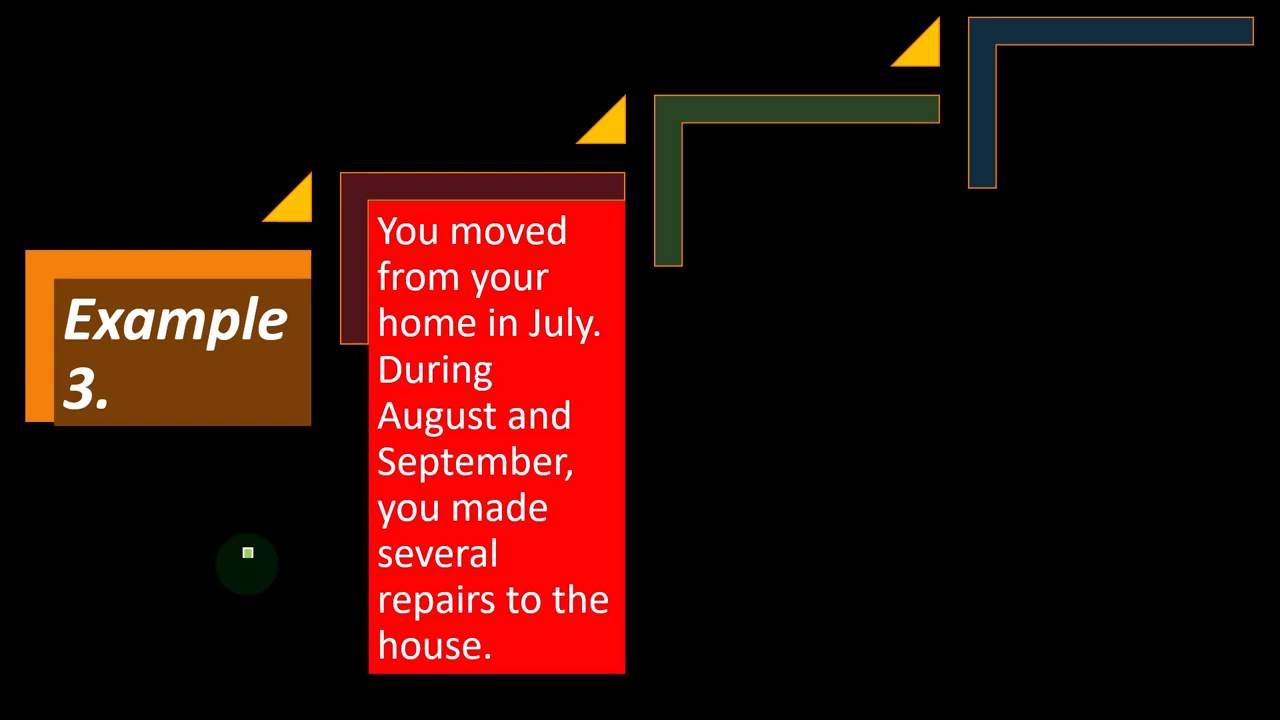 Example
3.
You moved
from your
home in July.
During
August and
September,
you made
several
repairs to the
house.